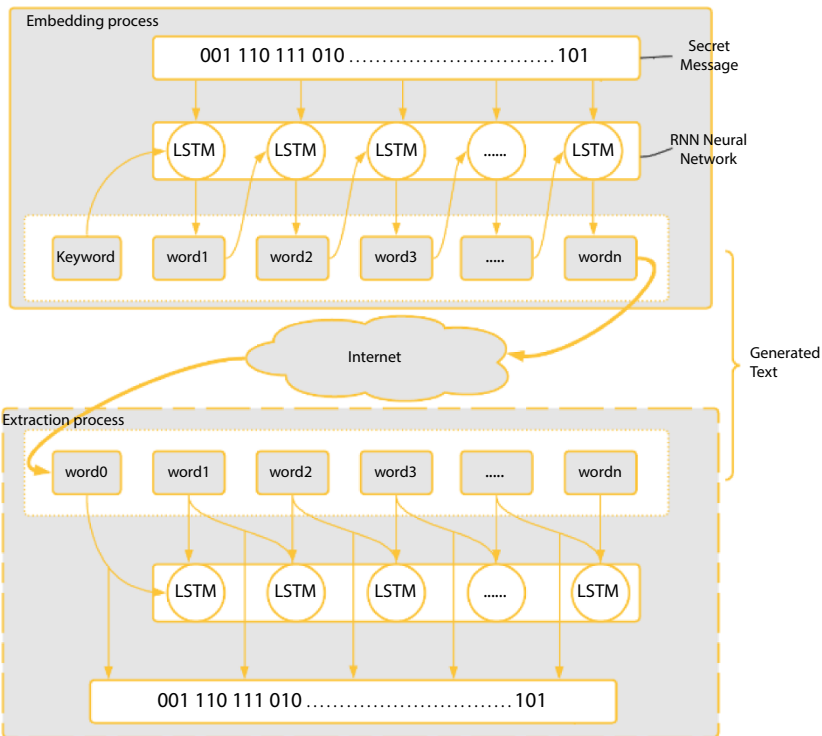 Embedding process
001 110 111 010 ............................... 101
Secret
Message
LSTM LSTM LSTM ...... LSTM
RNN Neural
Network
Keyword word1 word2 word3 ..... wordn
Internet
Generated
Text
Extraction process
word0 word1 word2 word3 ..... wordn
LSTM LSTM LSTM ...... LSTM
001 110 111 010 ............................... 101